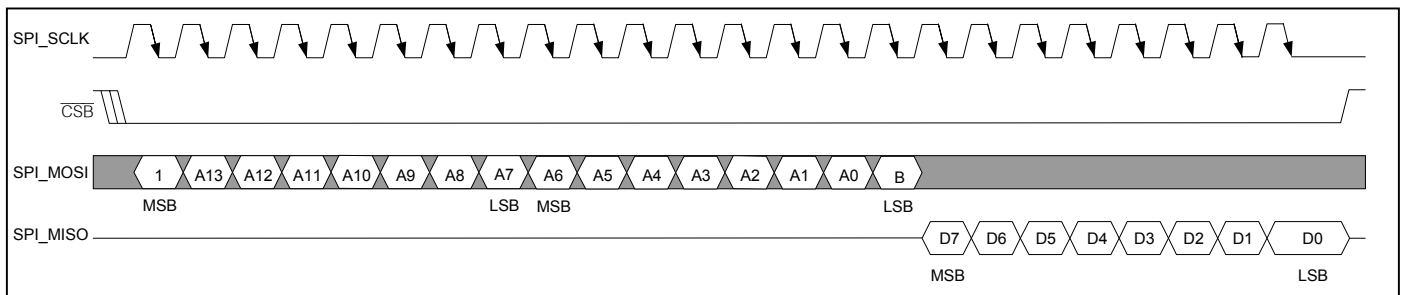 SPI_SCLK
CSB
SPI_MOSI 1 A13 A12 A11 A10 A9 A8 A7 A6 A5 A4 A3 A2 A1 A0 B
MSB LSB MSB LSB
SPI_MISO D7 D6 D5 D4 D3 D2 D1 D0
MSB LSB